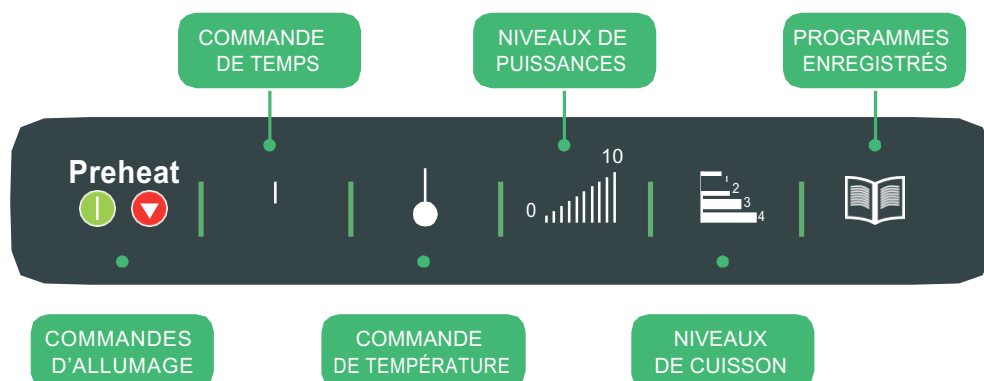 COMMANDE
DE TEMPS
NIVEAUX DE
PUISSANCES
PROGRAMMES
ENREGISTRÉS
Preheat
10
0
1
2
3
4
COMMANDES
D'ALLUMAGE
COMMANDE
DE TEMPÉRATURE
NIVEAUX
DE CUISSON